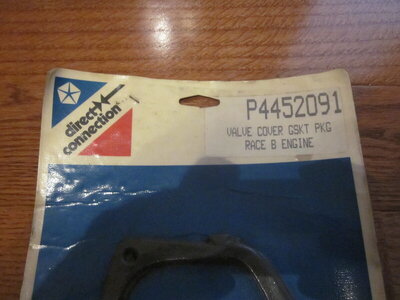 direct
connection
P4452091
VALVE COVER GSKT PKG
RACE B ENGINE